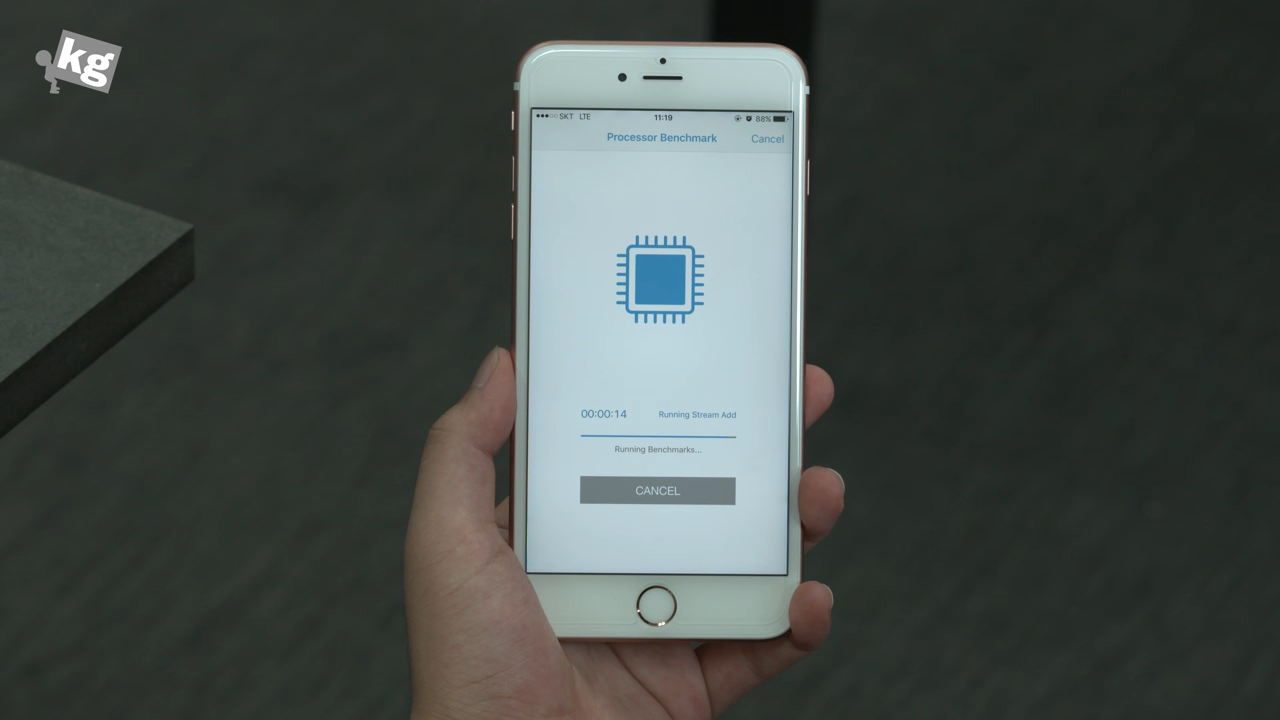 kg
SKT LTE 11:19 88%
Processor Benchmark Cancel
00:00:14 Running Stream Add
Running Benchmarks...
CANCEL